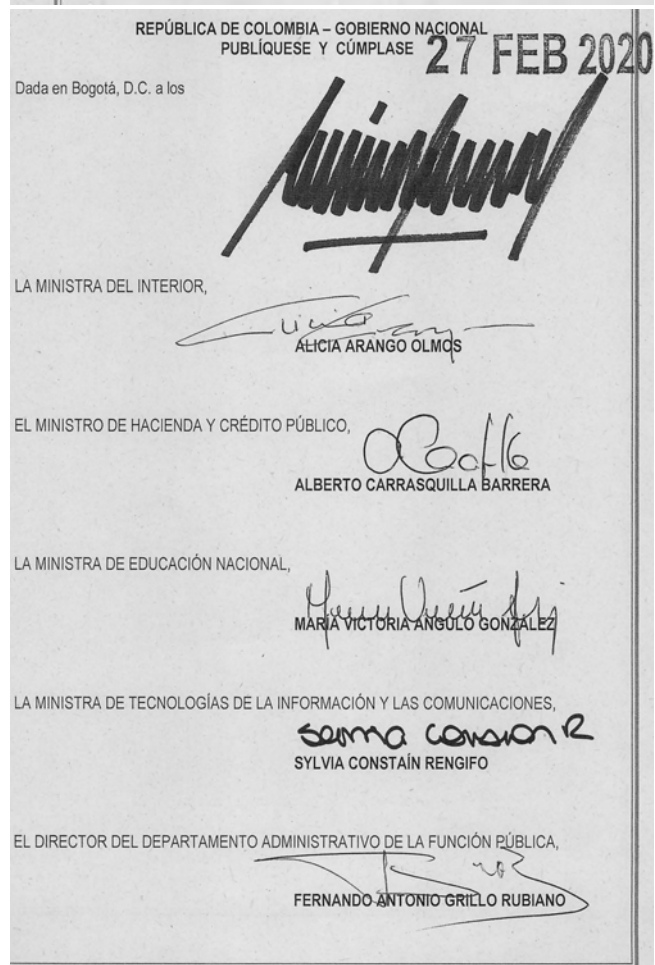 REPÚBLICA DE COLOMBIA – GOBIERNO NACIONAL
PUBLÍQUESE Y CÚMPLASE
27 FEB 2020
Dada en Bogotá, D.C. a los
LA MINISTRA DEL INTERIOR,
ALICIA ARANGO OLMOS
EL MINISTRO DE HACIENDA Y CRÉDITO PÚBLICO,
ALBERTO CARRASQUILLA BARRERA
LA MINISTRA DE EDUCACIÓN NACIONAL,
MARÍA VICTORIA ANGULO GONZÁLEZ
LA MINISTRA DE TECNOLOGÍAS DE LA INFORMACIÓN Y LAS COMUNICACIONES,
SYLVIA CONSTAÍN RENGIFO
EL DIRECTOR DEL DEPARTAMENTO ADMINISTRATIVO DE LA FUNCIÓN PÚBLICA,
FERNANDO ANTONIO GRILLO RUBIANO